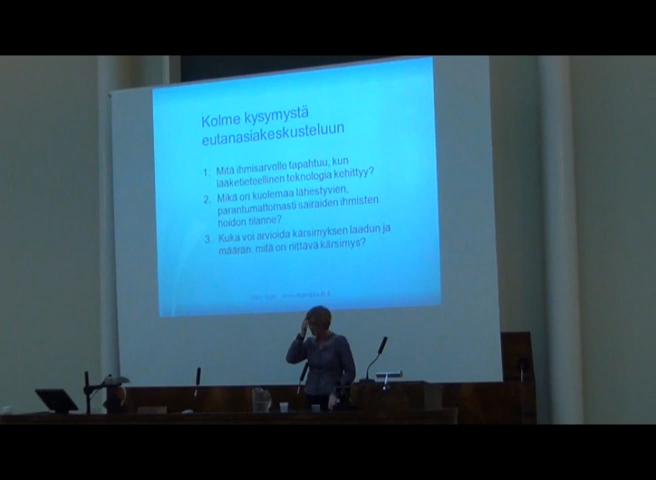 Kolme kysymystä
eutanasiakeskusteluun
1. Mitä ihmisarvolle tapahtuu, kun
lääketieteellinen teknologia kehittyy?
2. Mikä on kuolemaa lähestyvien,
parantumattomasti sairaiden ihmisten
hoidon tilanne?
3. Kuka voi arvioida kärsimyksen laadun ja
määrän, mitä on riittävä kärsimys?